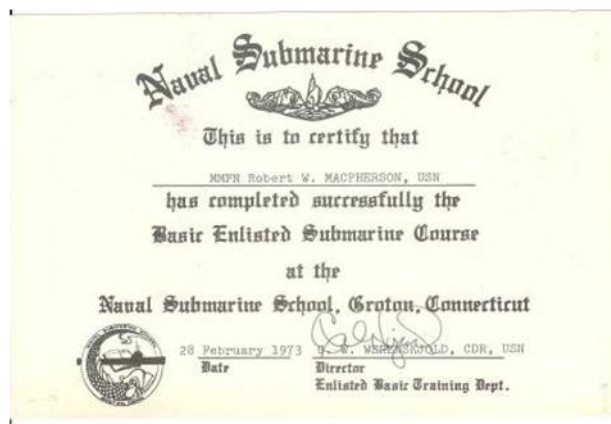 Naval Submarine School
This is to certify that
MMFN Robert W. MACPHERSON, USN
has completed successfully the
Basic Enlisted Submarine Course
at the
Naval Submarine School, Groton, Connecticut
28 February 1973 W. WERENSKJOLD, CDR, USN
Date Director
Enlisted Basic Training Dept.